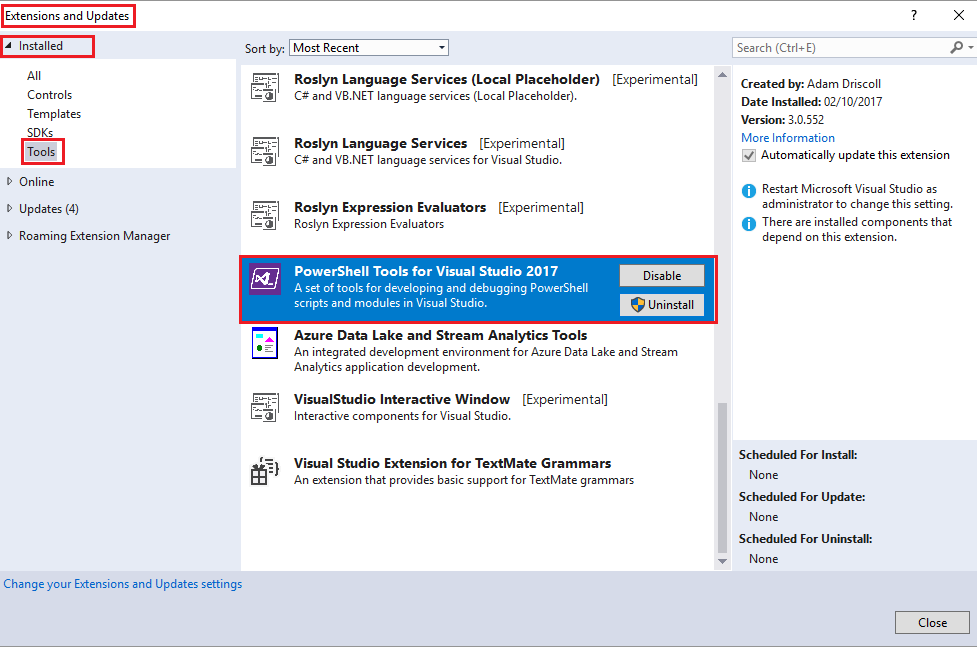 Extensions and Updates
?
Installed
All
Controls
Templates
SDKs
Tools
Online
Updates (4)
Roaming Extension Manager
Sort by: Most Recent
Roslyn Language Services (Local Placeholder) [Experimental]
C# and VB.NET language services (Local Placeholder).
Roslyn Language Services [Experimental]
C# and VB.NET language services for Visual Studio.
Roslyn Expression Evaluators [Experimental]
Roslyn Expression Evaluators
PowerShell Tools for Visual Studio 2017
A set of tools for developing and debugging PowerShell
scripts and modules in Visual Studio.
Disable
Uninstall
Azure Data Lake and Stream Analytics Tools
An integrated development environment for Azure Data Lake and Stream
Analytics application development.
VisualStudio Interactive Window [Experimental]
Interactive components for Visual Studio.
Visual Studio Extension for TextMate Grammars
An extension that provides basic support for TextMate grammars
Search (Ctrl+E)
Created by: Adam Driscoll
Date Installed: 02/10/2017
Version: 3.0.552
More Information
Automatically update this extension
Restart Microsoft Visual Studio as
administrator to change this setting.
There are installed components that
depend on this extension.
Scheduled For Install:
None
Scheduled For Update:
None
Scheduled For Uninstall:
None
Change your Extensions and Updates settings
Close